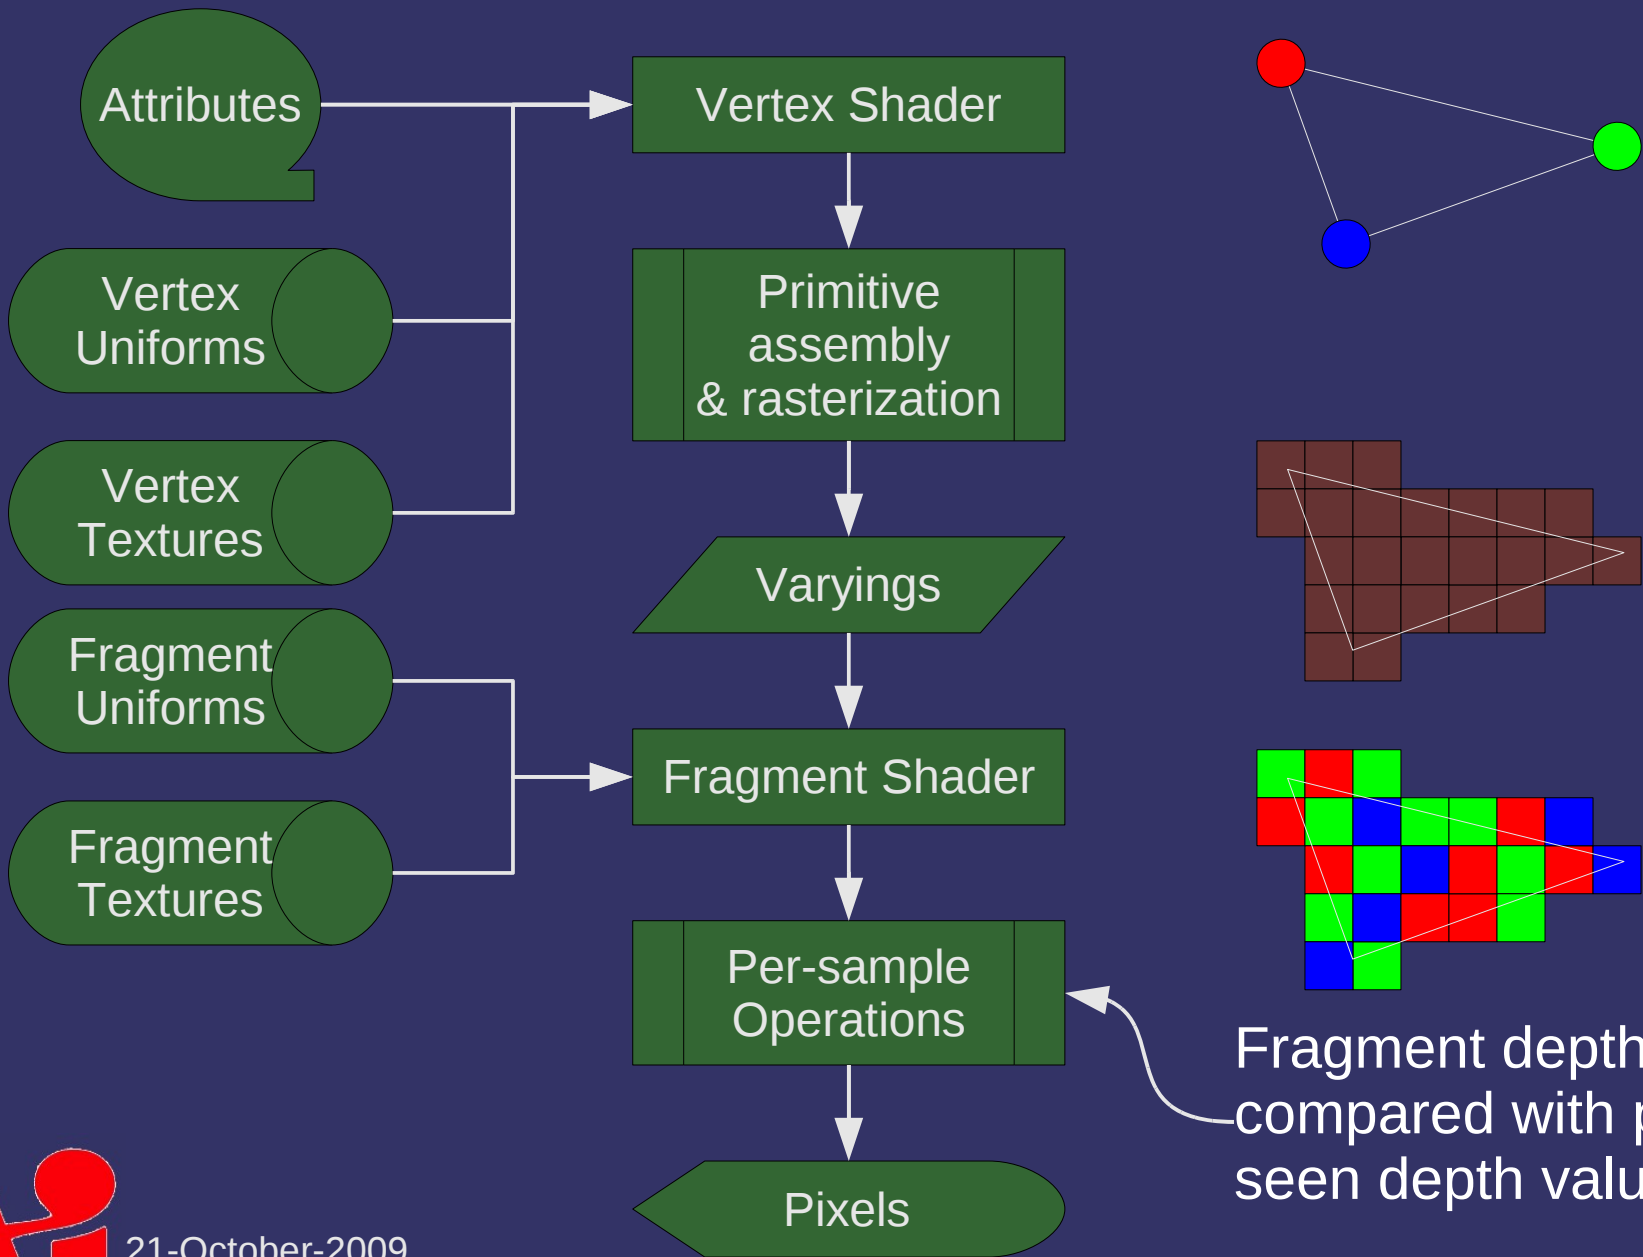 Attributes
Vertex Shader
Vertex
Uniforms
Primitive
assembly
& rasterization
Vertex
Textures
Varyings
Fragment
Uniforms
Fragment Shader
Fragment
Textures
Per-sample
Operations
Fragment depth
compared with
seen depth
Pixels
21-October-2009